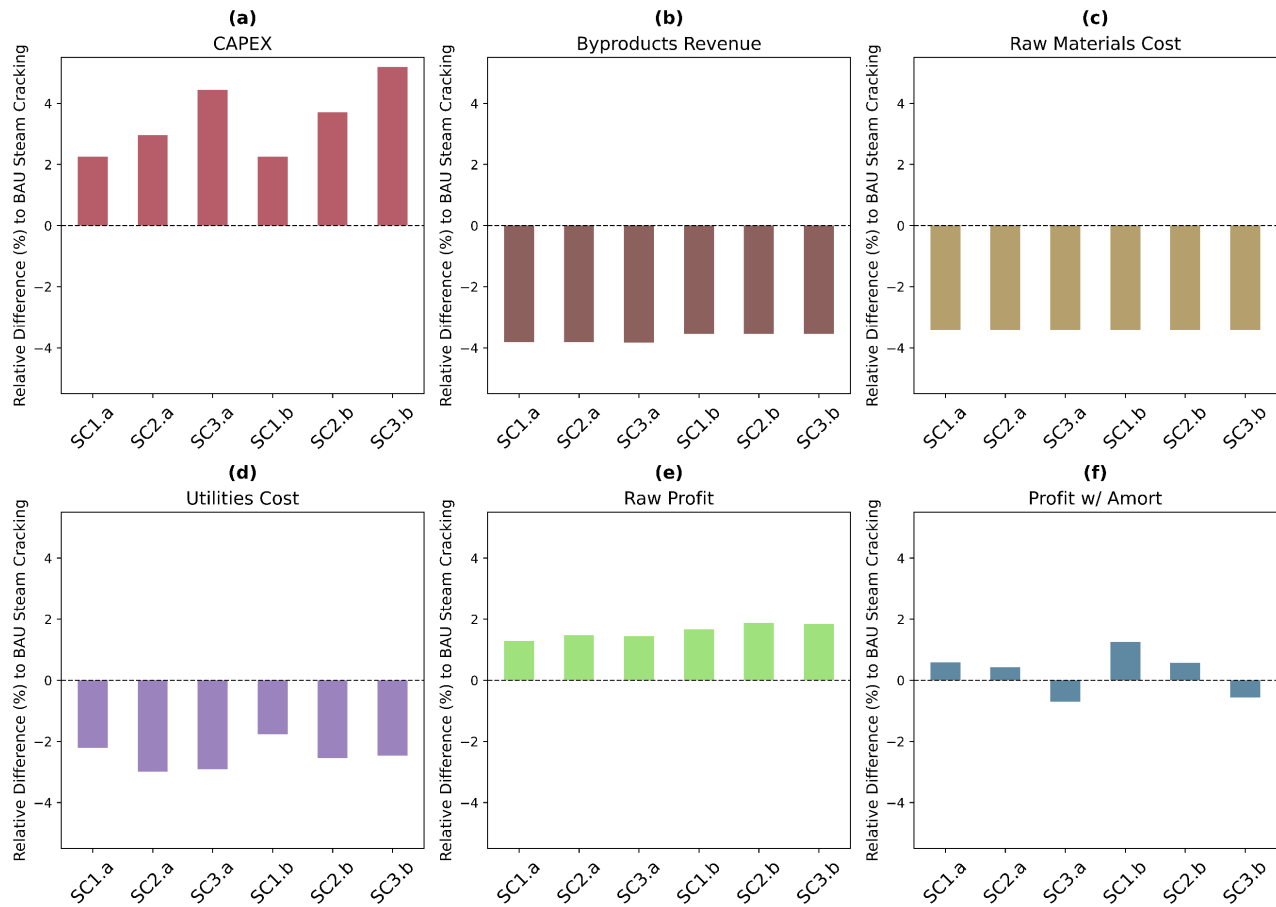 (a)
CAPEX
Relative Difference (%) to BAU Steam Cracking
4
2
0
−2
−4
SC1.a
SC2.a
SC3.a
SC1.b
SC2.b
SC3.b
(b)
Byproducts Revenue
Relative Difference (%) to BAU Steam Cracking
4
2
0
−2
−4
SC1.a
SC2.a
SC3.a
SC1.b
SC2.b
SC3.b
(c)
Raw Materials Cost
Relative Difference (%) to BAU Steam Cracking
4
2
0
−2
−4
SC1.a
SC2.a
SC3.a
SC1.b
SC2.b
SC3.b
(d)
Utilities Cost
Relative Difference (%) to BAU Steam Cracking
4
2
0
−2
−4
SC1.a
SC2.a
SC3.a
SC1.b
SC2.b
SC3.b
(e)
Raw Profit
Relative Difference (%) to BAU Steam Cracking
4
2
0
−2
−4
SC1.a
SC2.a
SC3.a
SC1.b
SC2.b
SC3.b
(f)
Profit w/ Amort
Relative Difference (%) to BAU Steam Cracking
4
2
0
−2
−4
SC1.a
SC2.a
SC3.a
SC1.b
SC2.b
SC3.b